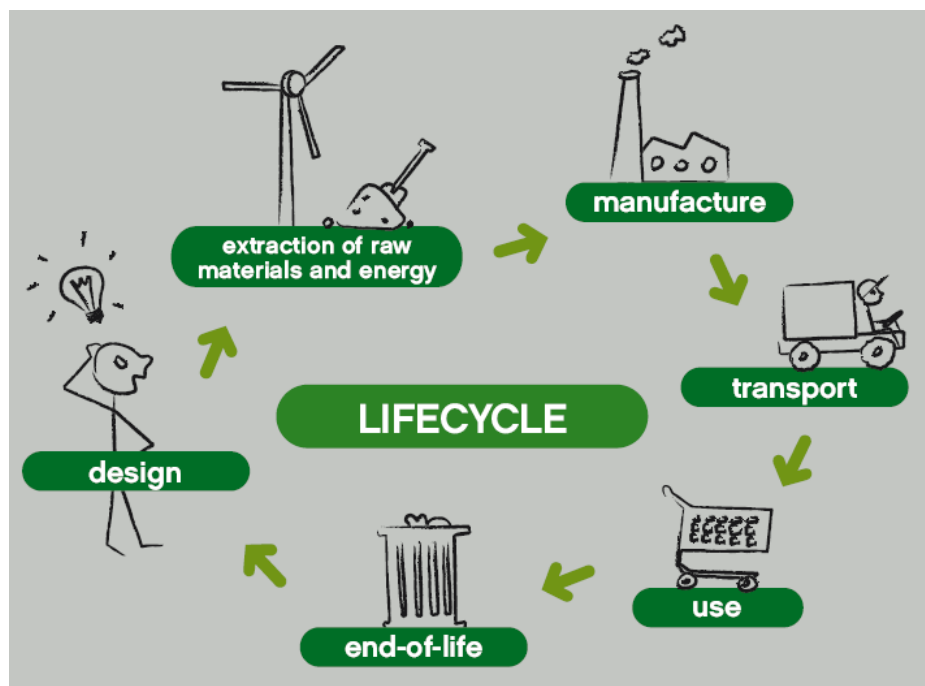 extraction of raw
materials and energy
manufacture
transport
LIFECYCLE
design
use
end-of-life